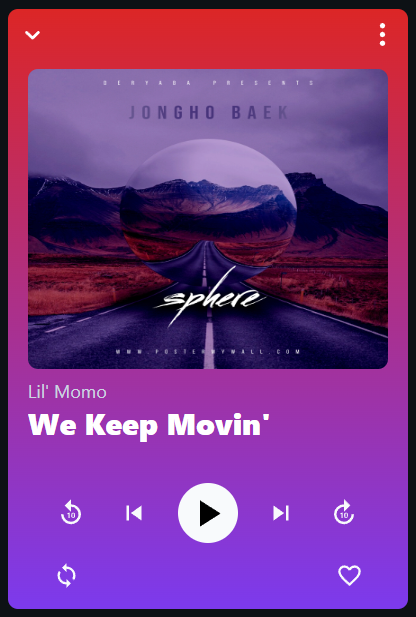 GERYADA PRESENTS
JONGHO BAEK
sphere
WWW.POSTERMYWALL.COM
Lil' Momo
We Keep Movin'
10
10